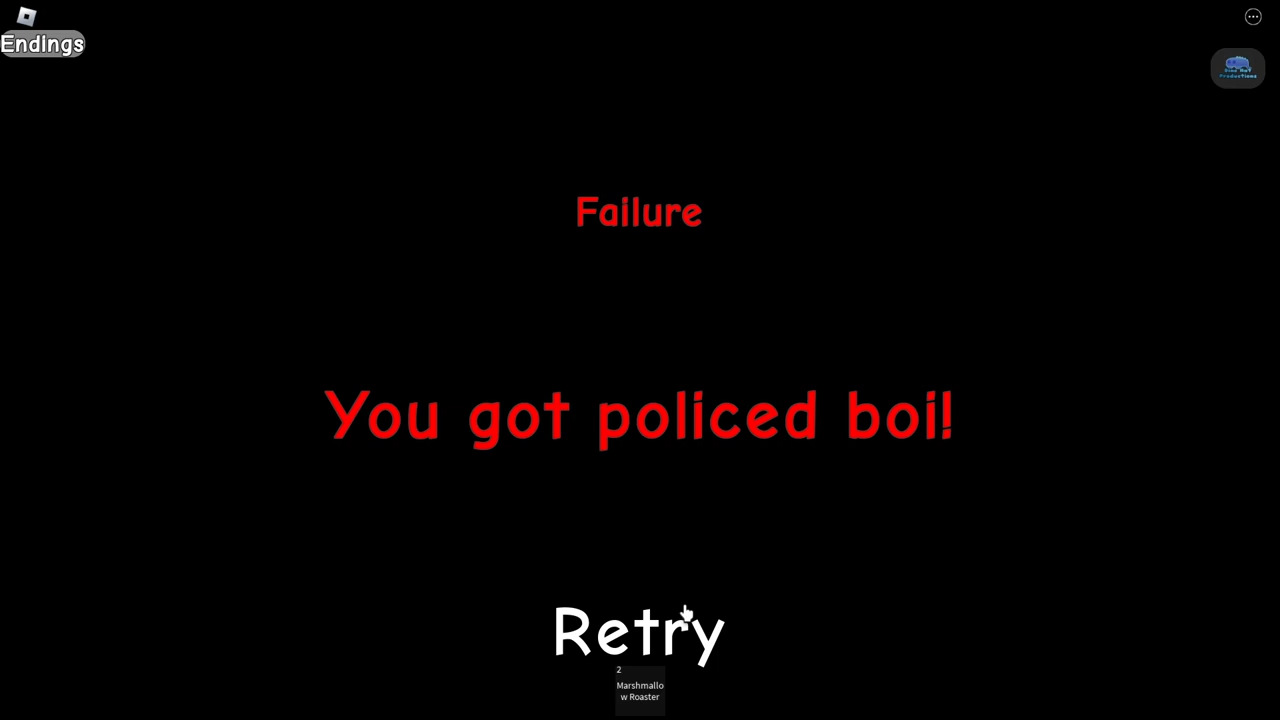 Endings
Failure
You got policed boi!
Retry
2
Marshmallo
w Roaster